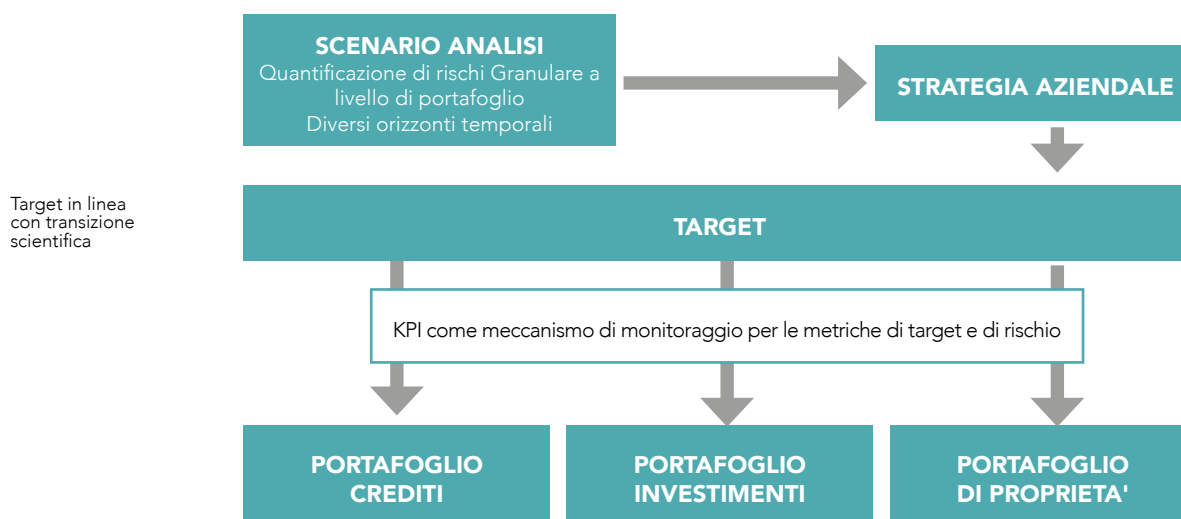 SCENARIO ANALISI
Quantificazione di rischi Granulare a
livello di portafoglio
Diversi orizzonti temporali
STRATEGIA AZIENDALE
Target in linea
con transizione
scientifica
TARGET
KPI come meccanismo di monitoraggio per le metriche di target e di rischio
PORTAFOGLIO
CREDITI
PORTAFOGLIO
INVESTIMENTI
PORTAFOGLIO
DI PROPRIETA'